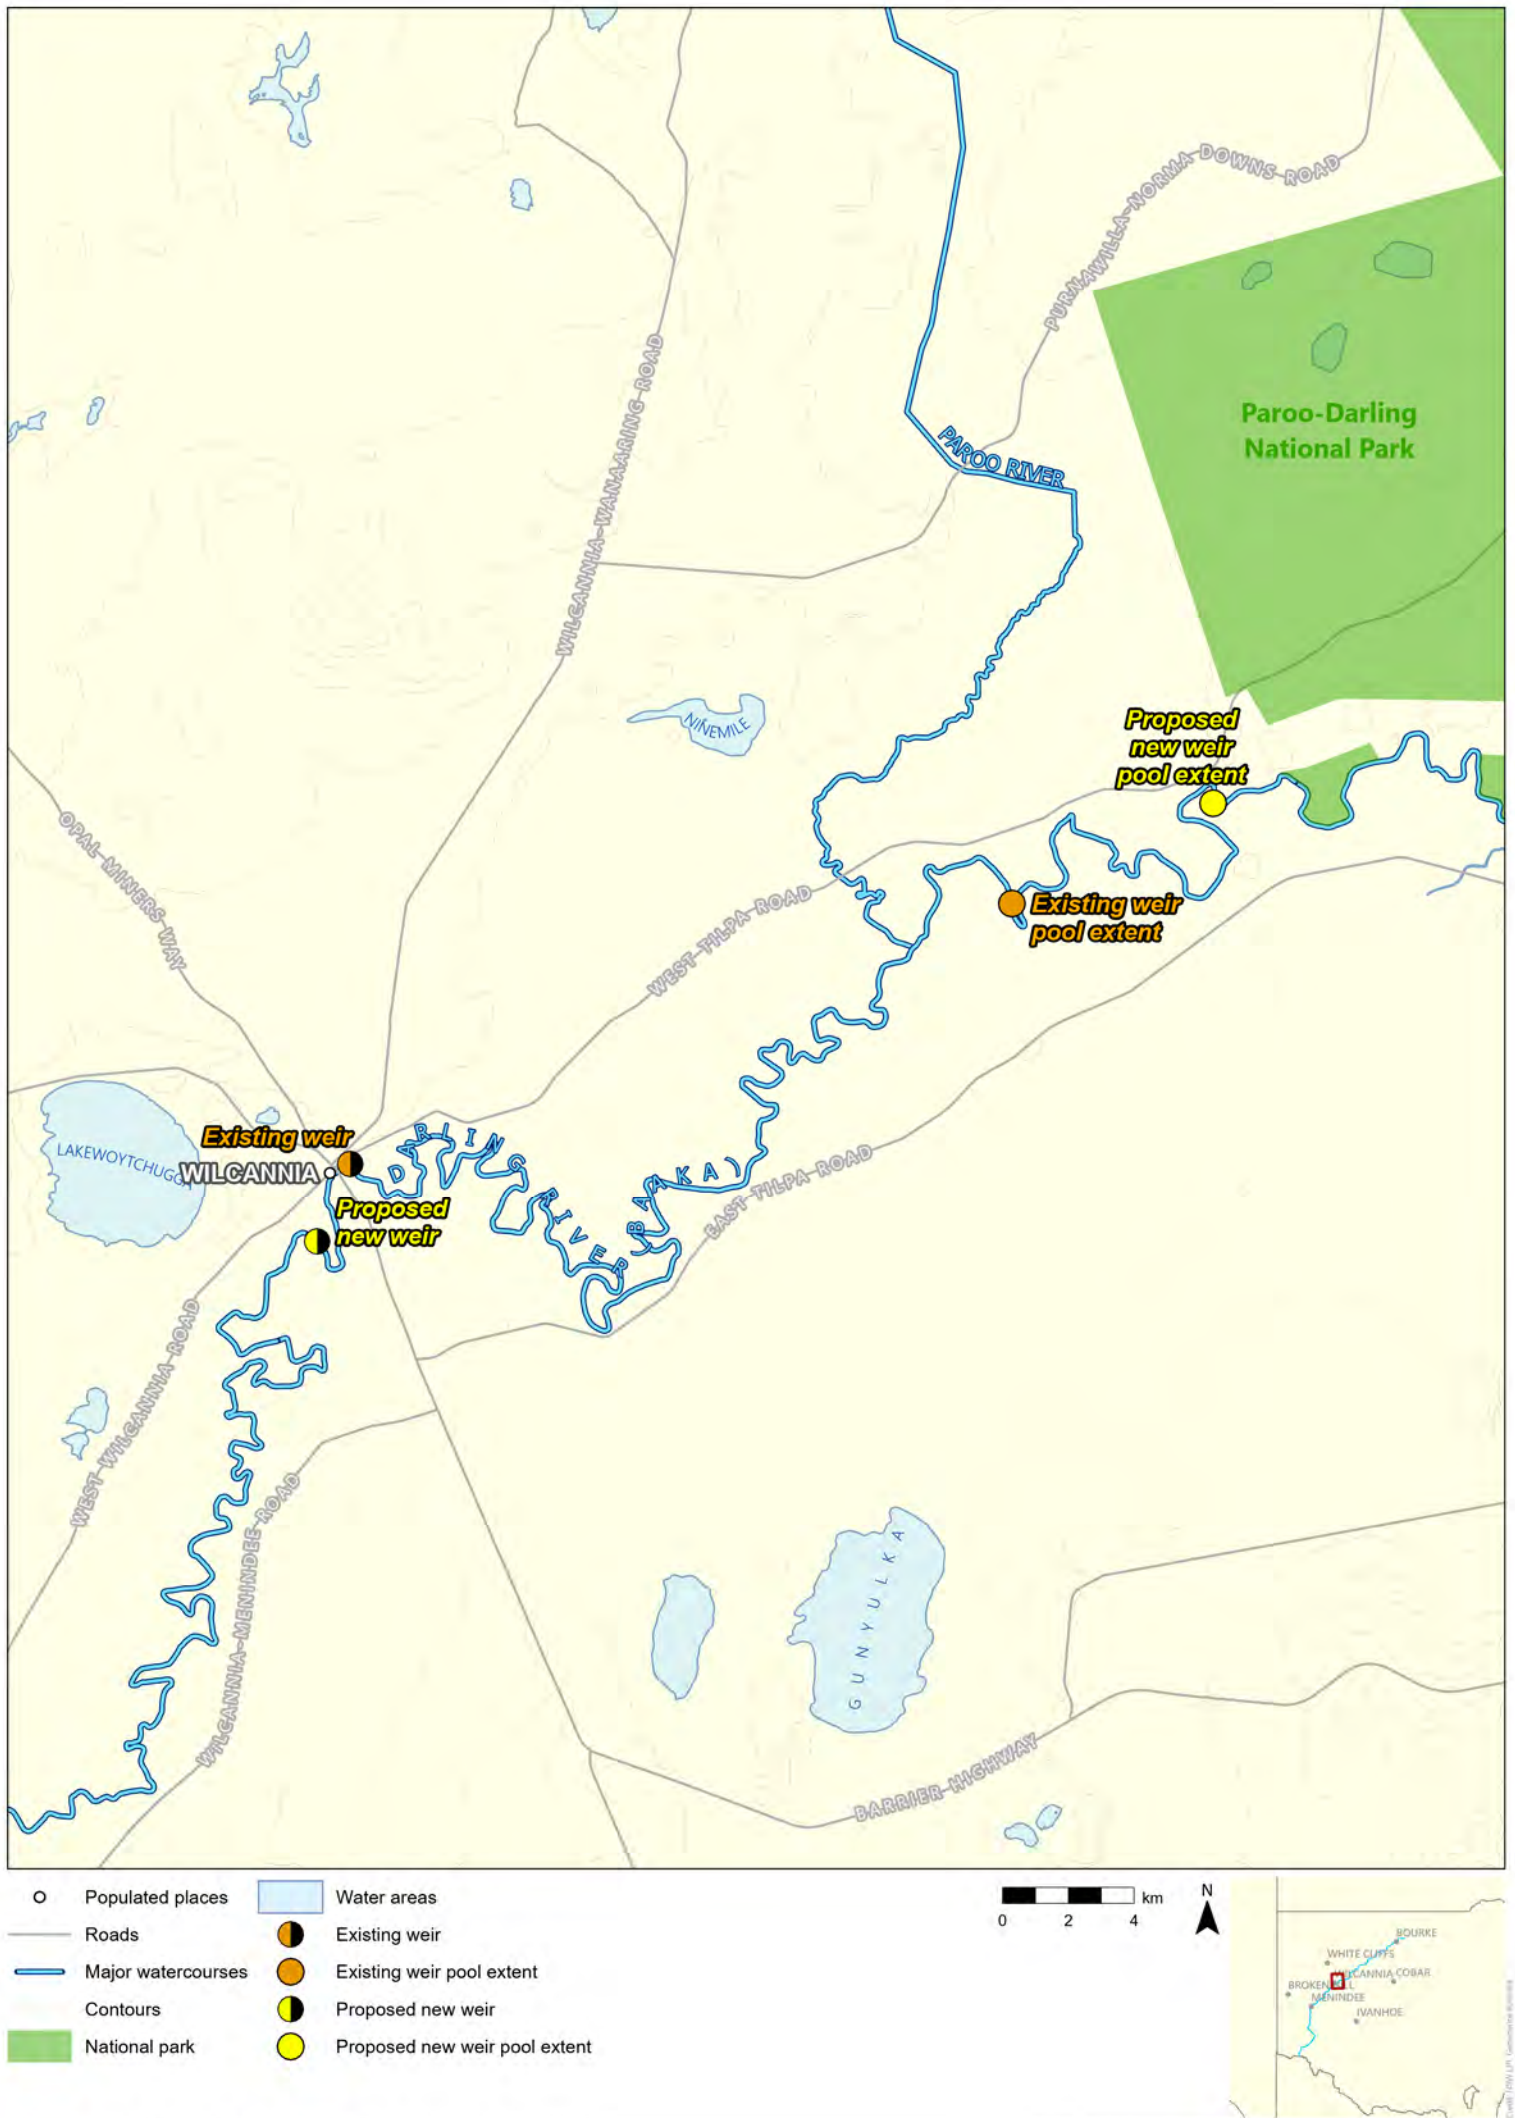 PURNAWILLA-NORMA DOWNS ROAD
WILCANNIA-WANAARING ROAD
Paroo-Darling
National Park
PAROO RIVER
NINEMILE
Proposed
new weir
pool extent
OPAL MINERS WAY
WEST TILPA ROAD
Existing weir
pool extent
LAKEWOYTCHUGGA
Existing weir
WILCANNIA
DARLING RIVER (BAAKA)
EAST TILPA ROAD
Proposed
new weir
WEST WILCANNIA ROAD
WILCANNIA-MENINDEE ROAD
GUNYULKA
BARRIER HIGHWAY
Populated places
Roads
Major watercourses
Contours
National park
Water areas
Existing weir
Existing weir pool extent
Proposed new weir
Proposed new weir pool extent
km
0 2 4
N
BOURKE
WHITE CLIFFS
WILCANNIA
COBAR
BROKEN HILL
MENINDEE
IVANHOE